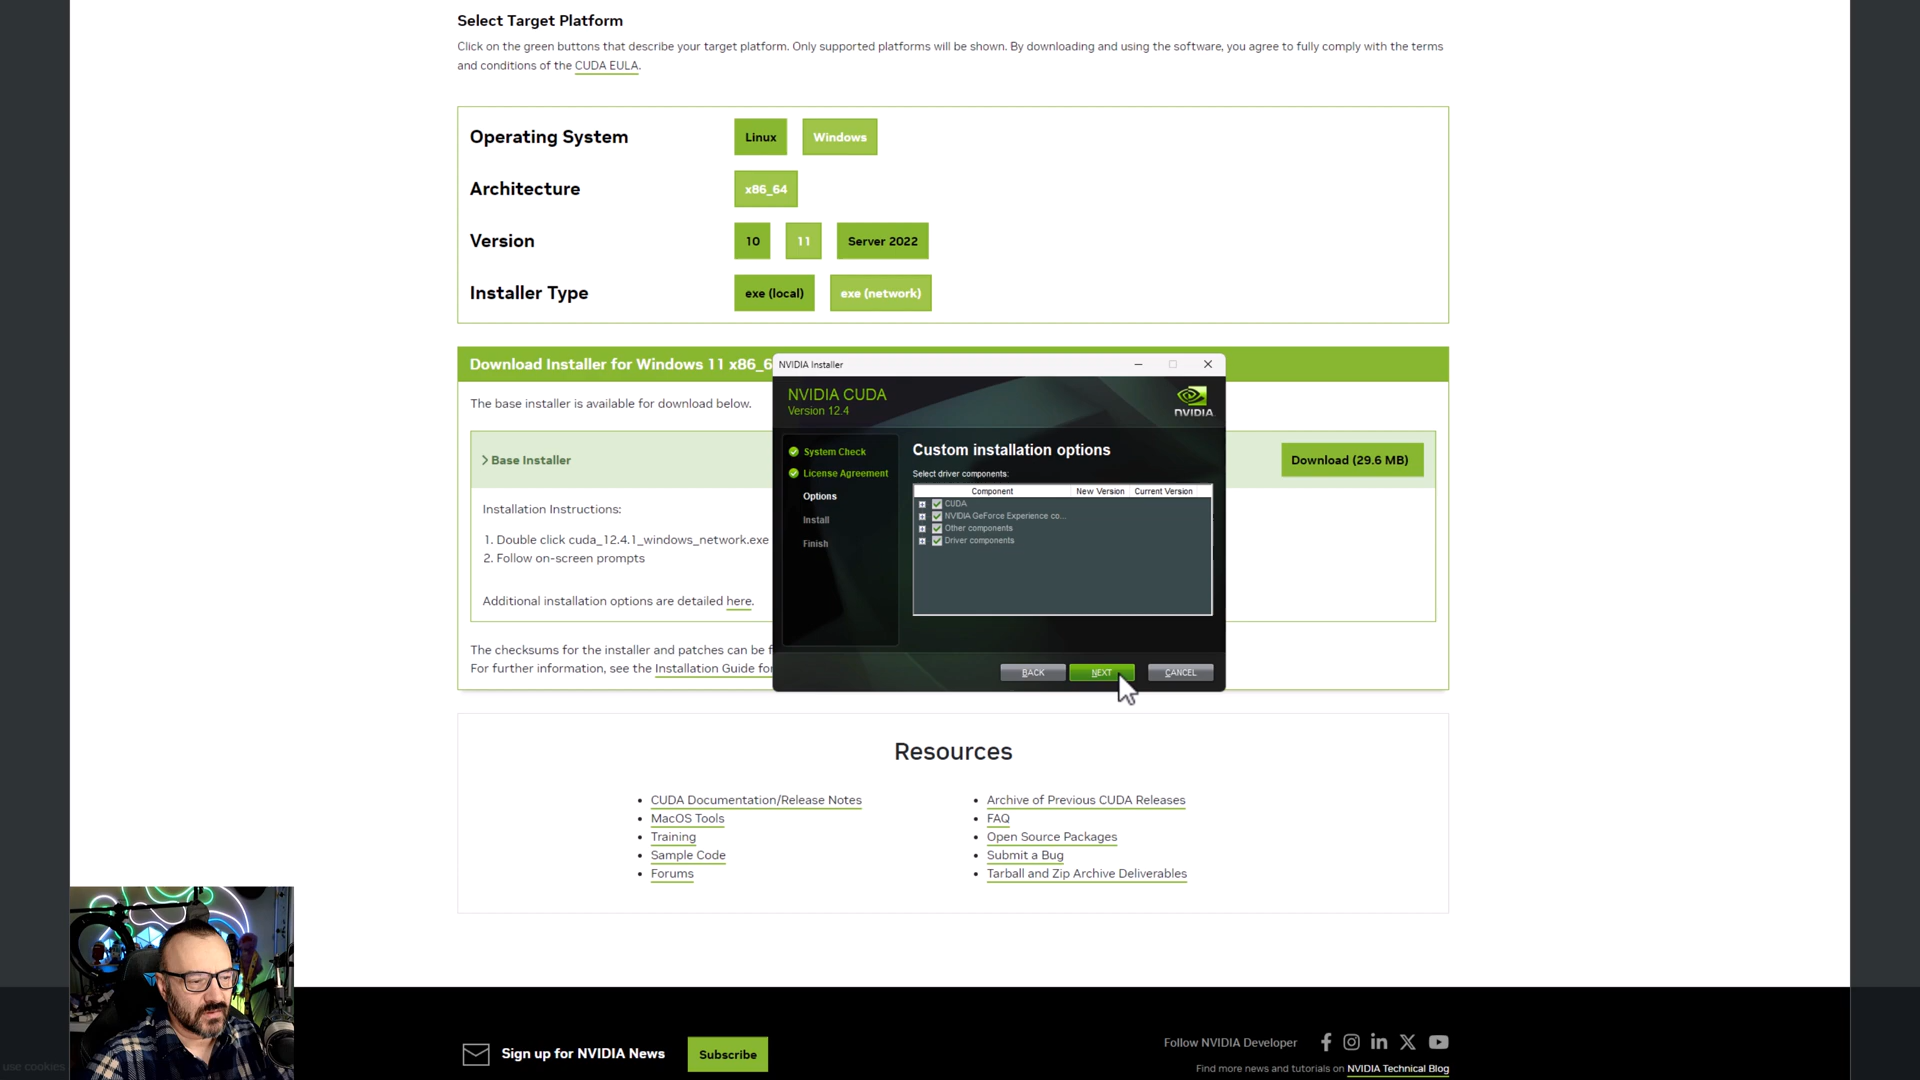 Select Target Platform
Click on the green buttons that describe your target platform. Only supported platforms will be shown. By downloading and using the software, you agree to fully comply with the terms
and conditions of the CUDA EULA.
Operating System
Linux
Windows
Architecture
x86_64
Version
10
11
Server 2022
Installer Type
exe (local)
exe (network)
Download Installer for Windows 11 x86_6
The base installer is available for download below.
> Base Installer
Download (29.6 MB)
Installation Instructions:
1. Double click cuda_12.4.1_windows_network.exe
2. Follow on-screen prompts
Additional installation options are detailed here.
The checksums for the installer and patches can be f
For further information, see the Installation Guide for
NVIDIA Installer
NVIDIA CUDA
Version 12.4
NVIDIA.
System Check
License Agreement
Options
Install
Finish
Custom installation options
Select driver components:
Component
New Version
Current Version
CUDA
NVIDIA GeForce Experience co...
Other components
Driver components
BACK
NEXT
CANCEL
Resources
• CUDA Documentation/Release Notes
• MacOS Tools
• Training
• Sample Code
• Forums
• Archive of Previous CUDA Releases
• FAQ
• Open Source Packages
• Submit a Bug
• Tarball and Zip Archive Deliverables
Sign up for NVIDIA News
Subscribe
Follow NVIDIA Developer
Find more news and tutorials on NVIDIA Technical Blog
use cookies